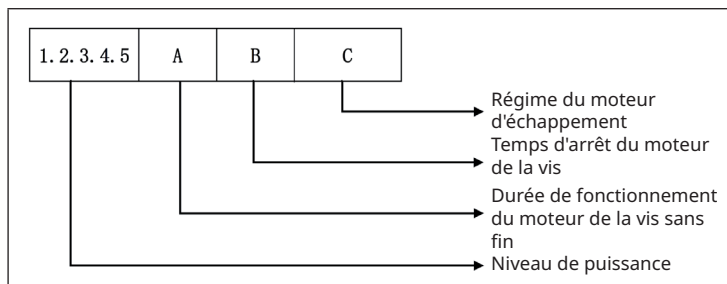 1.2.3.4.5 A B C
Régime du moteur
d'échappement
Temps d'arrêt du moteur
de la vis
Durée de fonctionnement
du moteur de la vis sans
fin
Niveau de puissance